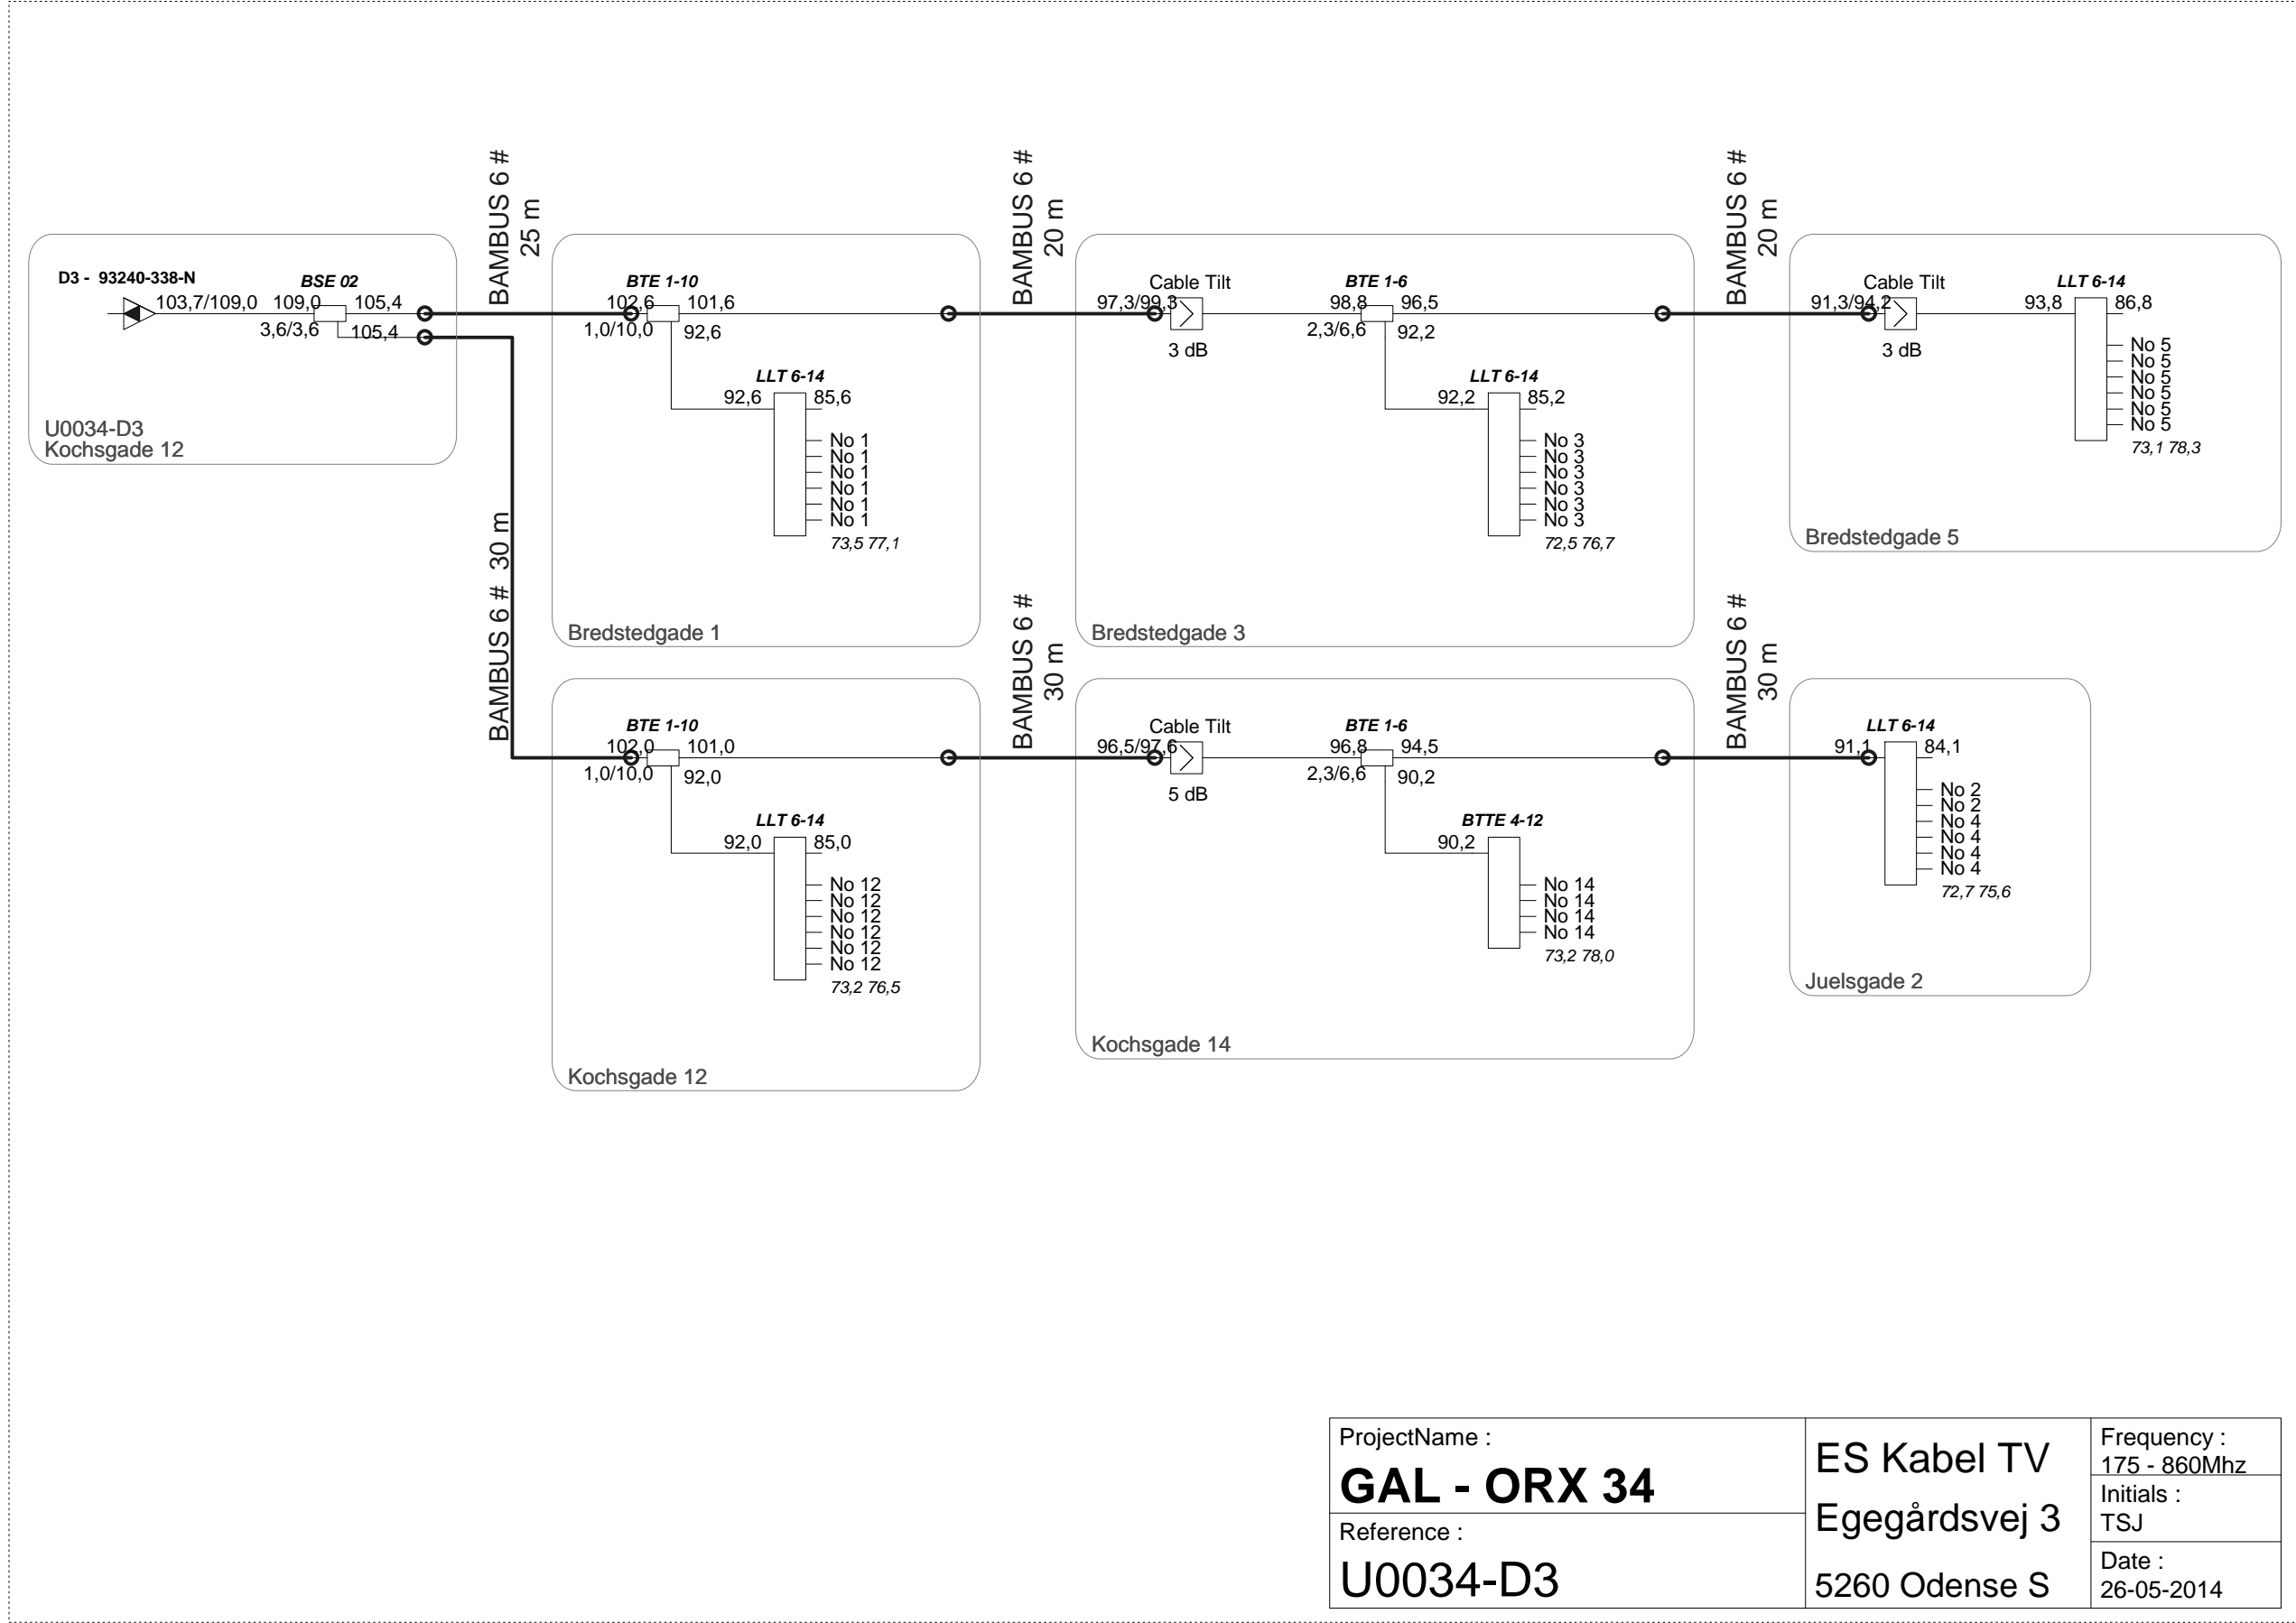 BAMBUS 6 #
25 m
BAMBUS 6 #
20 m
BAMBUS 6 #
20 m
D3 - 93240-338-N
BSE 02
103,7/109,0 109,0 105,4
3,6/3,6 105,4
U0034-D3
Kochsgade 12
BTE 1-10
102,6 101,6
1,0/10,0 92,6
LLT 6-14
92,6 85,6
No 1
No 1
No 1
No 1
No 1
No 1
73,5 77,1
Bredstedgade 1
Cable Tilt
97,3/99,3
3 dB
BTE 1-6
98,8 96,5
2,3/6,6 92,2
LLT 6-14
92,2 85,2
No 3
No 3
No 3
No 3
No 3
No 3
72,5 76,7
Bredstedgade 3
Cable Tilt
91,3/94,2
3 dB
LLT 6-14
93,8 86,8
No 5
No 5
No 5
No 5
No 5
No 5
73,1 78,3
Bredstedgade 5
BAMBUS 6 # 30 m
BAMBUS 6 #
30 m
BAMBUS 6 #
30 m
BTE 1-10
102,0 101,0
1,0/10,0 92,0
LLT 6-14
92,0 85,0
No 12
No 12
No 12
No 12
No 12
No 12
73,2 76,5
Kochsgade 12
Cable Tilt
96,5/97,6
5 dB
BTE 1-6
96,8 94,5
2,3/6,6 90,2
BTTE 4-12
90,2
No 14
No 14
No 14
No 14
73,2 78,0
Kochsgade 14
LLT 6-14
91,1 84,1
No 2
No 2
No 4
No 4
No 4
No 4
72,7 75,6
Juelsgade 2
ProjectName :
GAL - ORX 34
Reference :
U0034-D3
ES Kabel TV
Egegårdsvej 3
5260 Odense S
Frequency :
175 - 860Mhz
Initials :
TSJ
Date :
26-05-2014